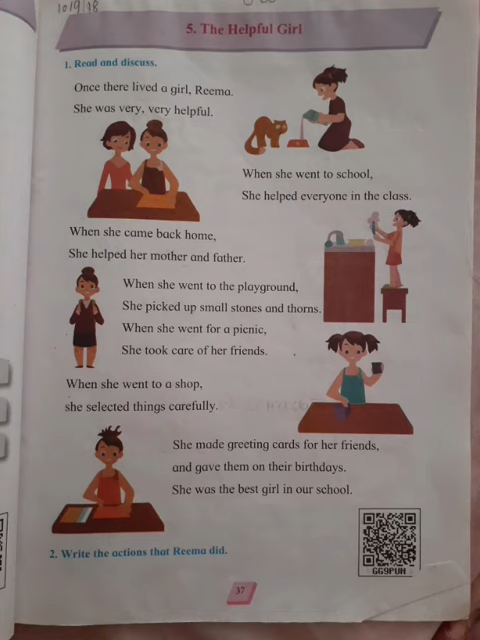 10/9/18
5. The Helpful Girl
1. Read and discuss.
Once there lived a girl, Reema.
She was very, very helpful.
When she went to school,
She helped everyone in the class.
When she came back home,
She helped her mother and father.
When she went to the playground,
She picked up small stones and thorns.
When she went for a picnic,
She took care of her friends.
When she went to a shop,
she selected things carefully.
She made greeting cards for her friends,
and gave them on their birthdays.
She was the best girl in our school.
2. Write the actions that Reema did.
GG9PUH
37